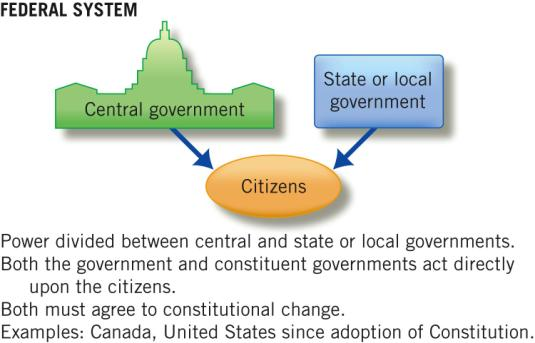 FEDERAL SYSTEM
Central government
State or local
government
Citizens
Power divided between central and state or local governments.
Both the government and constituent governments act directly
upon the citizens.
Both must agree to constitutional change.
Examples: Canada, United States since adoption of Constitution.